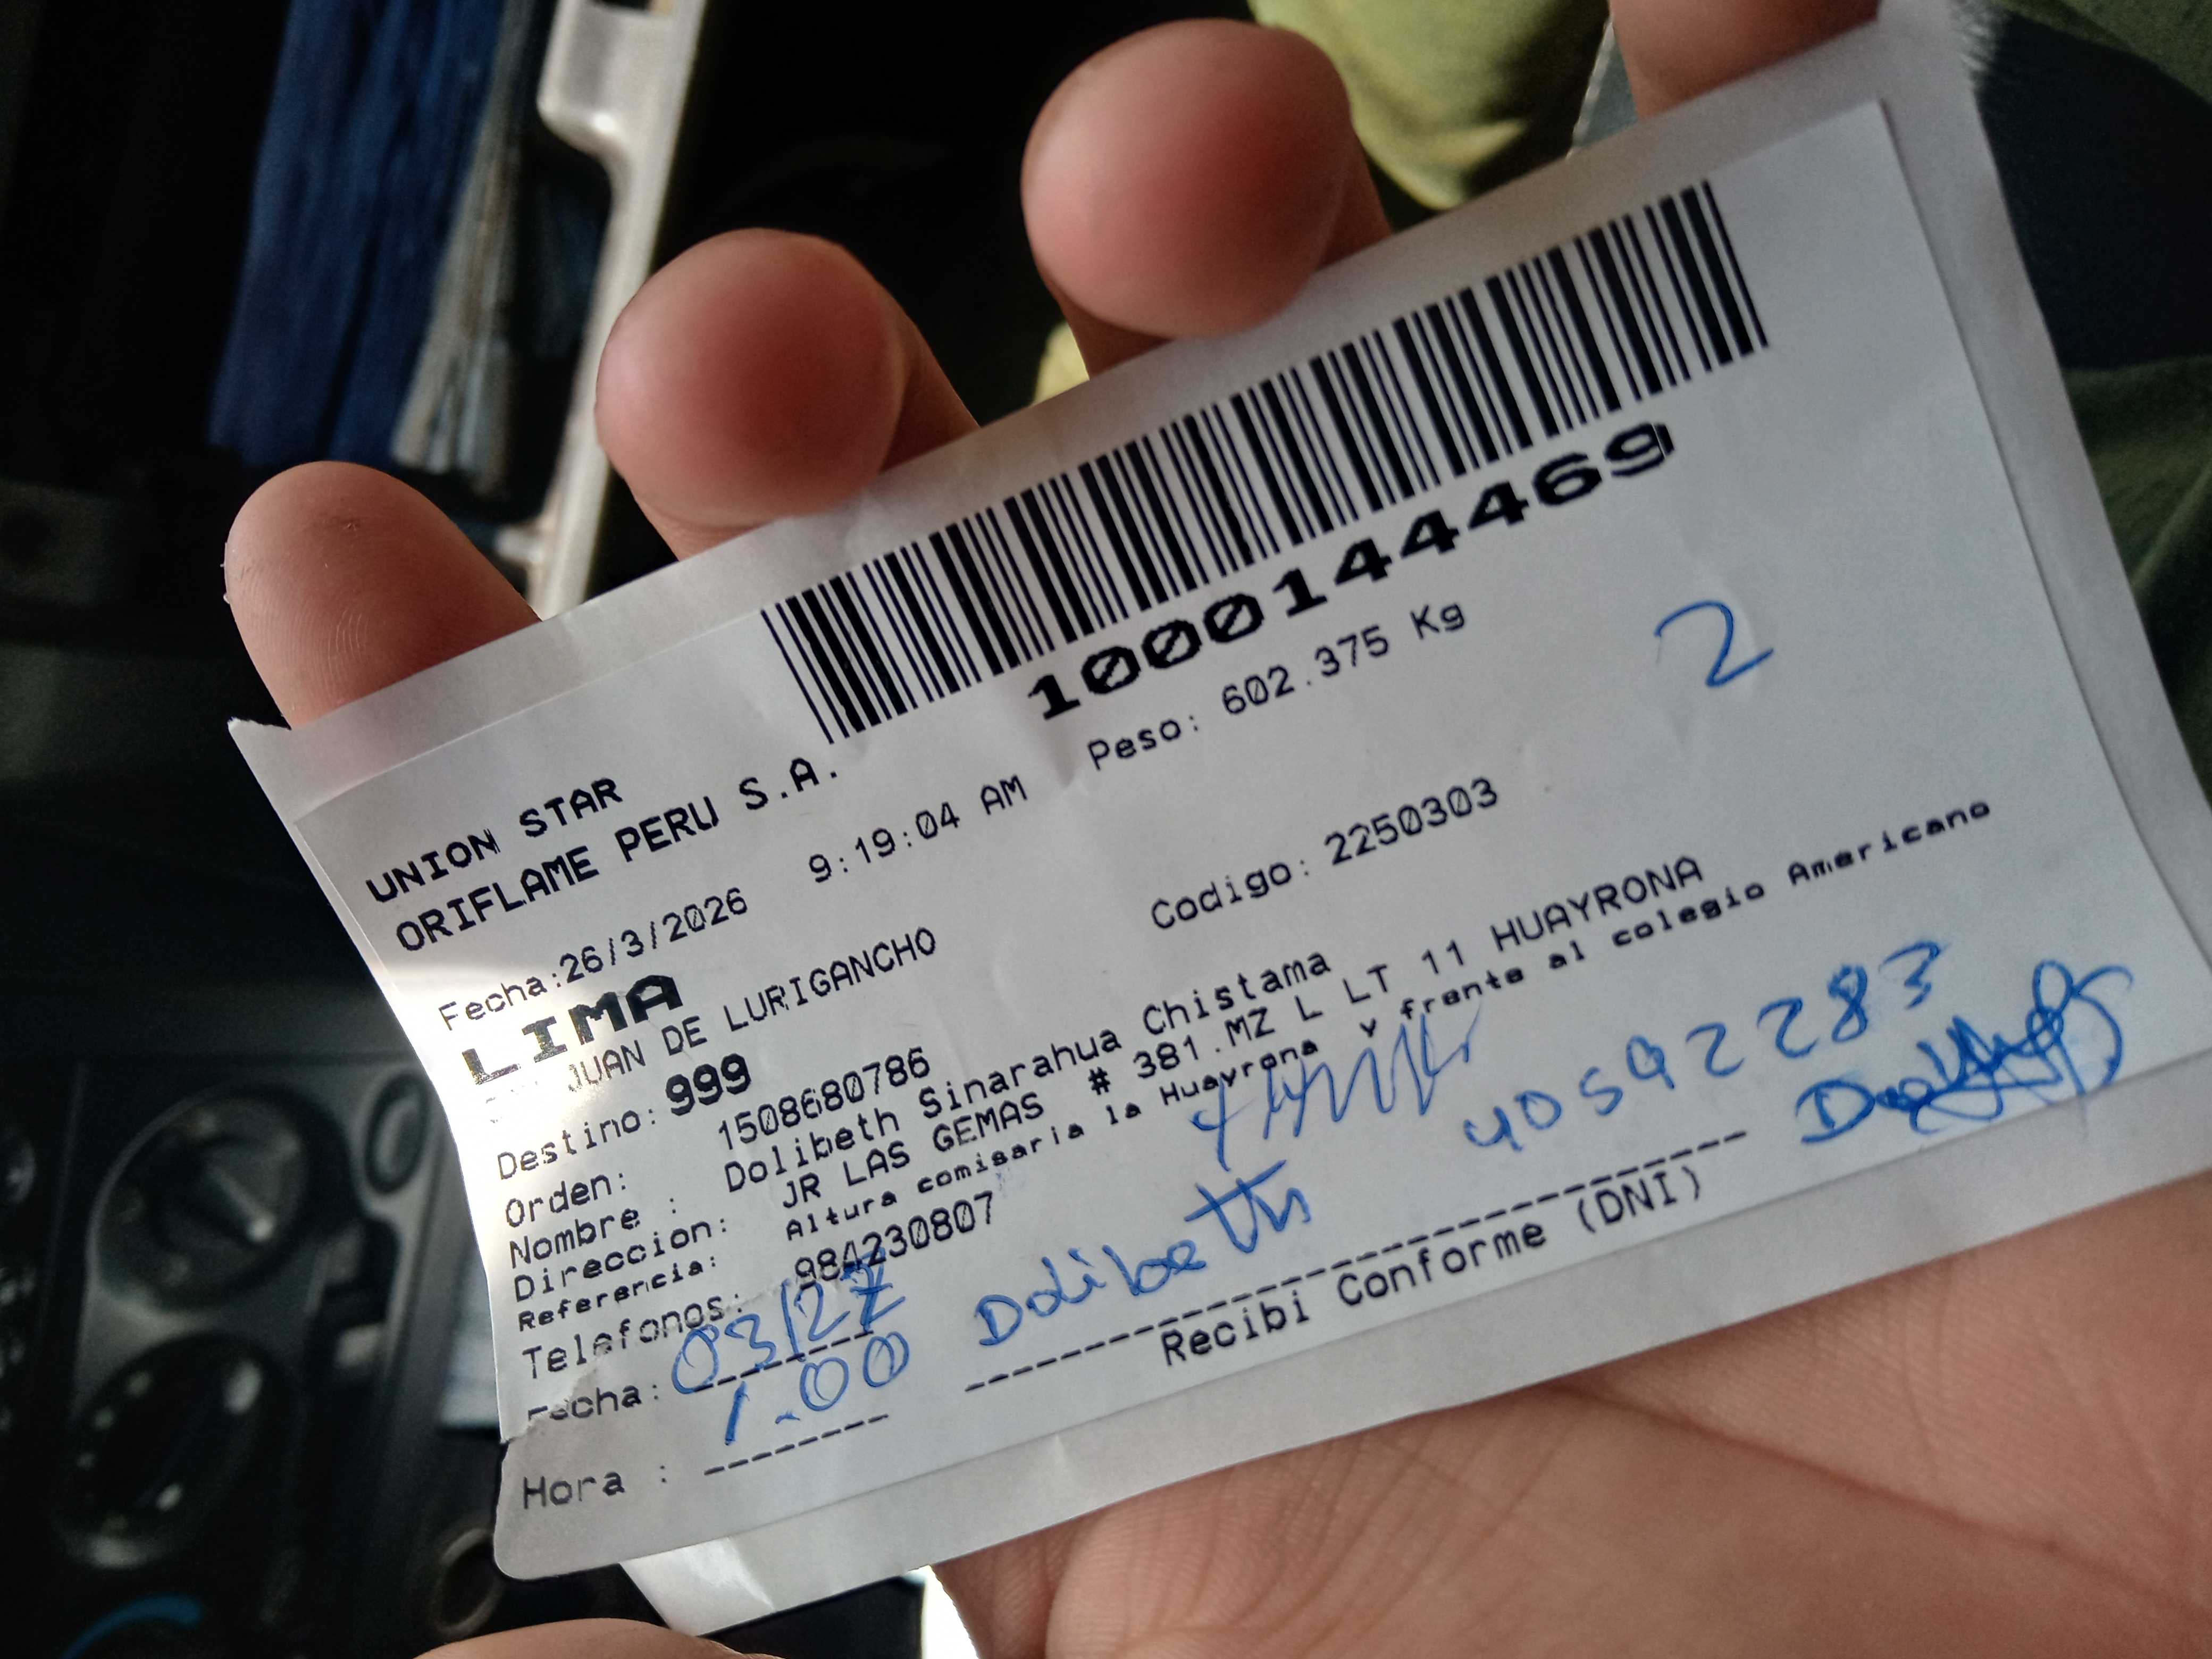 1000144469
UNION STAR
ORIFLAME PERU S.A.
Peso: 602.375 Kg
2
Fecha:26/3/2026 9:19:04 AM
LIMA
JUAN DE LURIGANCHO
Codigo: 2250303
Destino: 999
Orden: 1508680786
Nombre : Dolibeth Sinarahua Chistama
Direccion: JR LAS GEMAS # 381.MZ L LT 11 HUAYRONA
Referencia: Altura comisaria la Huayrona y frente al colegio Americano
Telefonos: 984230807
Fecha: 03/27
Dolibeth 40592283
Hora : 1.00
Recibi Conforme (DNI)